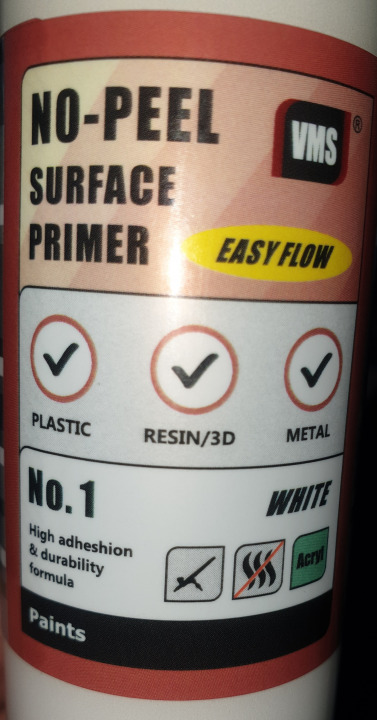 NO-PEEL
VMS®
SURFACE
PRIMER
EASY FLOW
PLASTIC
RESIN/3D
METAL
No. 1
WHITE
High adheshion
& durability
formula
Acryl
Paints